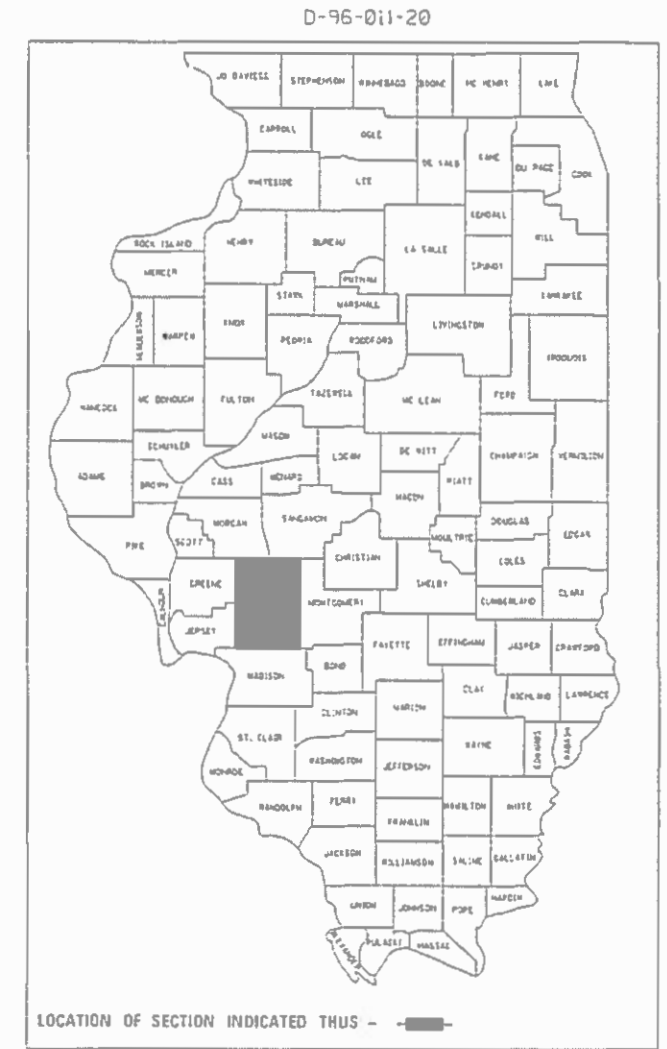 D-96-011-20
JO DAVIESS STEPHENSON WINNEBAGO BOONE MC HENRY LAKE
CARROLL OGLE DE KALB KANE DU PAGE COOK
WHITESIDE LEE KENDALL WILL
ROCK ISLAND HENRY BUREAU LA SALLE GRUNDY
MERCER PUTNAM KANKAKEE
STARK MARSHALL
HENDERSON WARREN KNOX PEORIA WOODFORD LIVINGSTON IROQUOIS
HANCOCK MC DONOUGH FULTON TAZEWELL MC LEAN FORD
MASON
SCHUYLER LOGAN DE WITT CHAMPAIGN VERMILION
ADAMS BROWN CASS MENARD MACON PIATT
MORGAN SANGAMON DOUGLAS
PIKE SCOTT CHRISTIAN MOULTRIE COLES EDGAR
GREENE MONTGOMERY SHELBY CUMBERLAND CLARK
CALHOUN JERSEY
FAYETTE EFFINGHAM JASPER CRAWFORD
MADISON BOND CLAY RICHLAND LAWRENCE
CLINTON MARION
ST. CLAIR WAYNE EDWARDS WABASH
MONROE WASHINGTON JEFFERSON
RANDOLPH PERRY HAMILTON WHITE
FRANKLIN
JACKSON WILLIAMSON SALINE GALLATIN
UNION JOHNSON POPE HARDIN
ALEXANDER PULASKI MASSAC
LOCATION OF SECTION INDICATED THUS -